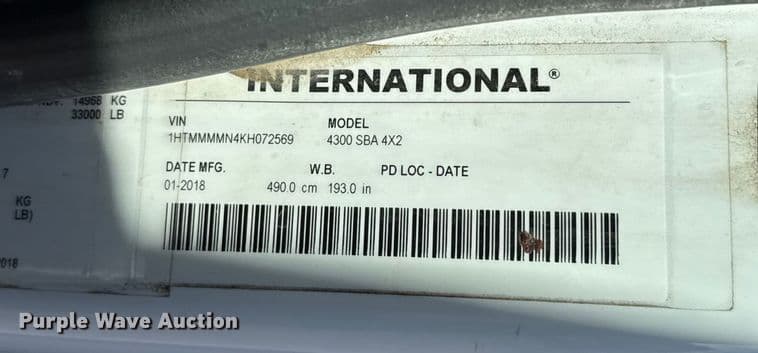 INTERNATIONAL®
14968 KG
33000 LB
VIN MODEL
1HTMMMMN4KH072569 4300 SBA 4X2
DATE MFG. W.B. PD LOC - DATE
01-2018 490.0 cm 193.0 in
7
KG
LB)
2018
Purple Wave Auction